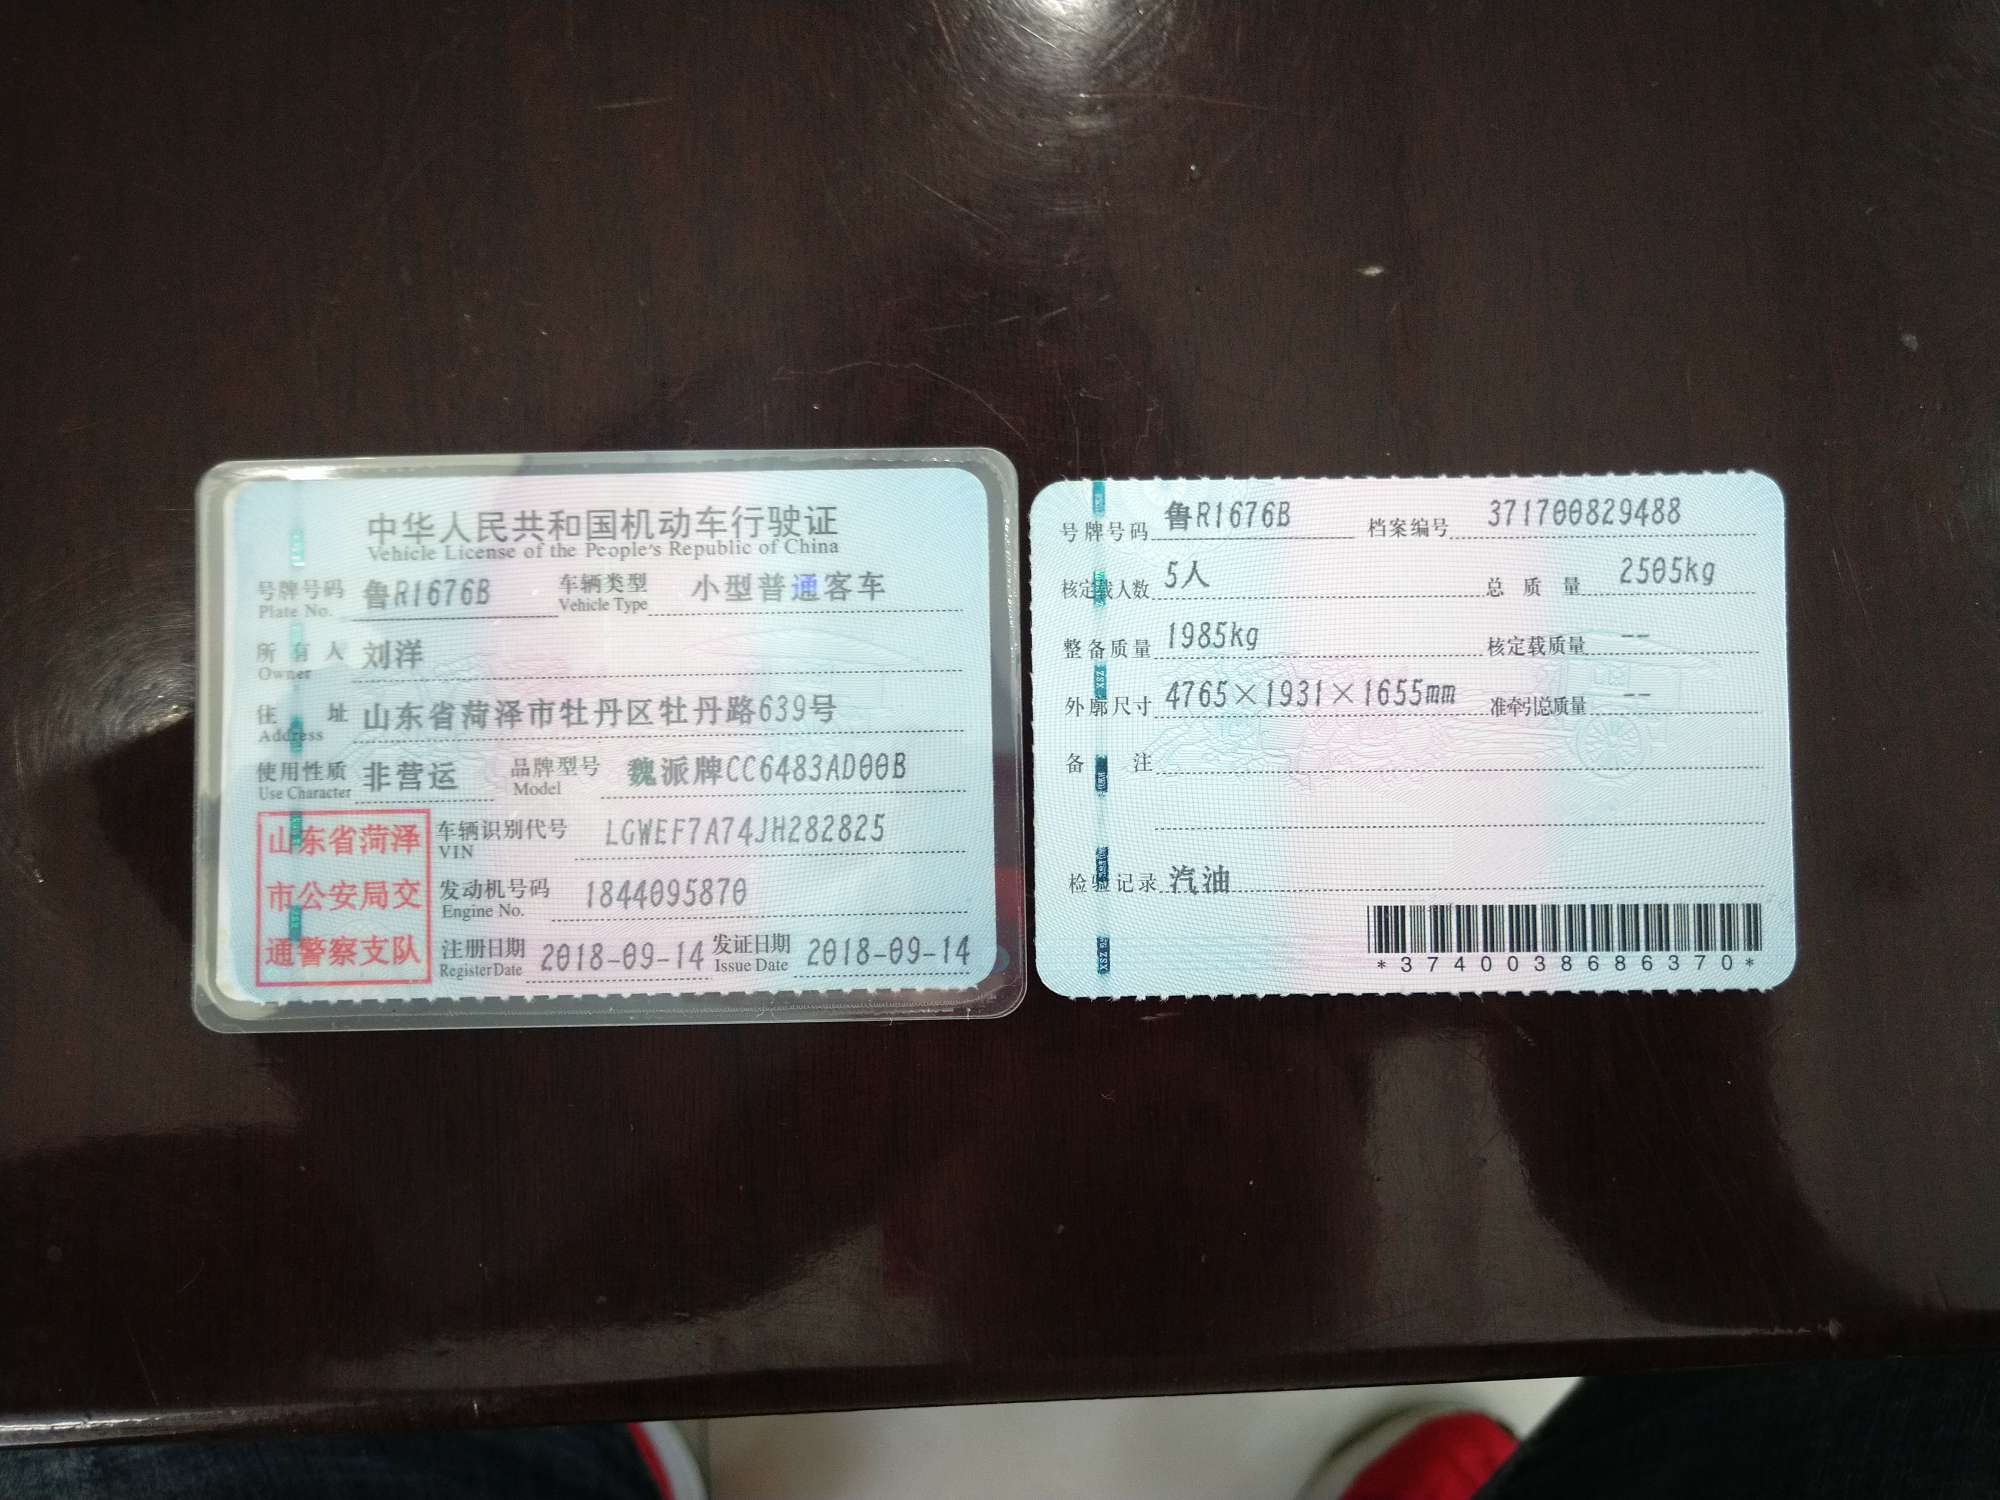 中华人民共和国机动车行驶证
Vehicle License of the People's Republic of China
号牌号码 鲁R1676B 车辆类型 小型普通客车
Plate No. Vehicle Type
所有人 刘洋
Owner
住址 山东省菏泽市牡丹区牡丹路639号
Address
使用性质 非营运 品牌型号 魏派牌CC6483AD00B
Use Character Model
山东省菏泽
市公安局交
通警察支队
车辆识别代号 LGWEF7A74JH282825
VIN
发动机号码 1844095870
Engine No.
注册日期 2018-09-14 发证日期 2018-09-14
Register Date Issue Date
号牌号码 鲁R1676B 档案编号 371700829488
核定载人数 5人 总质量 2505kg
整备质量 1985kg 核定载质量 --
外廓尺寸 4765×1931×1655mm 准牵引总质量 --
备注
检验记录 汽油
*3740038686370*